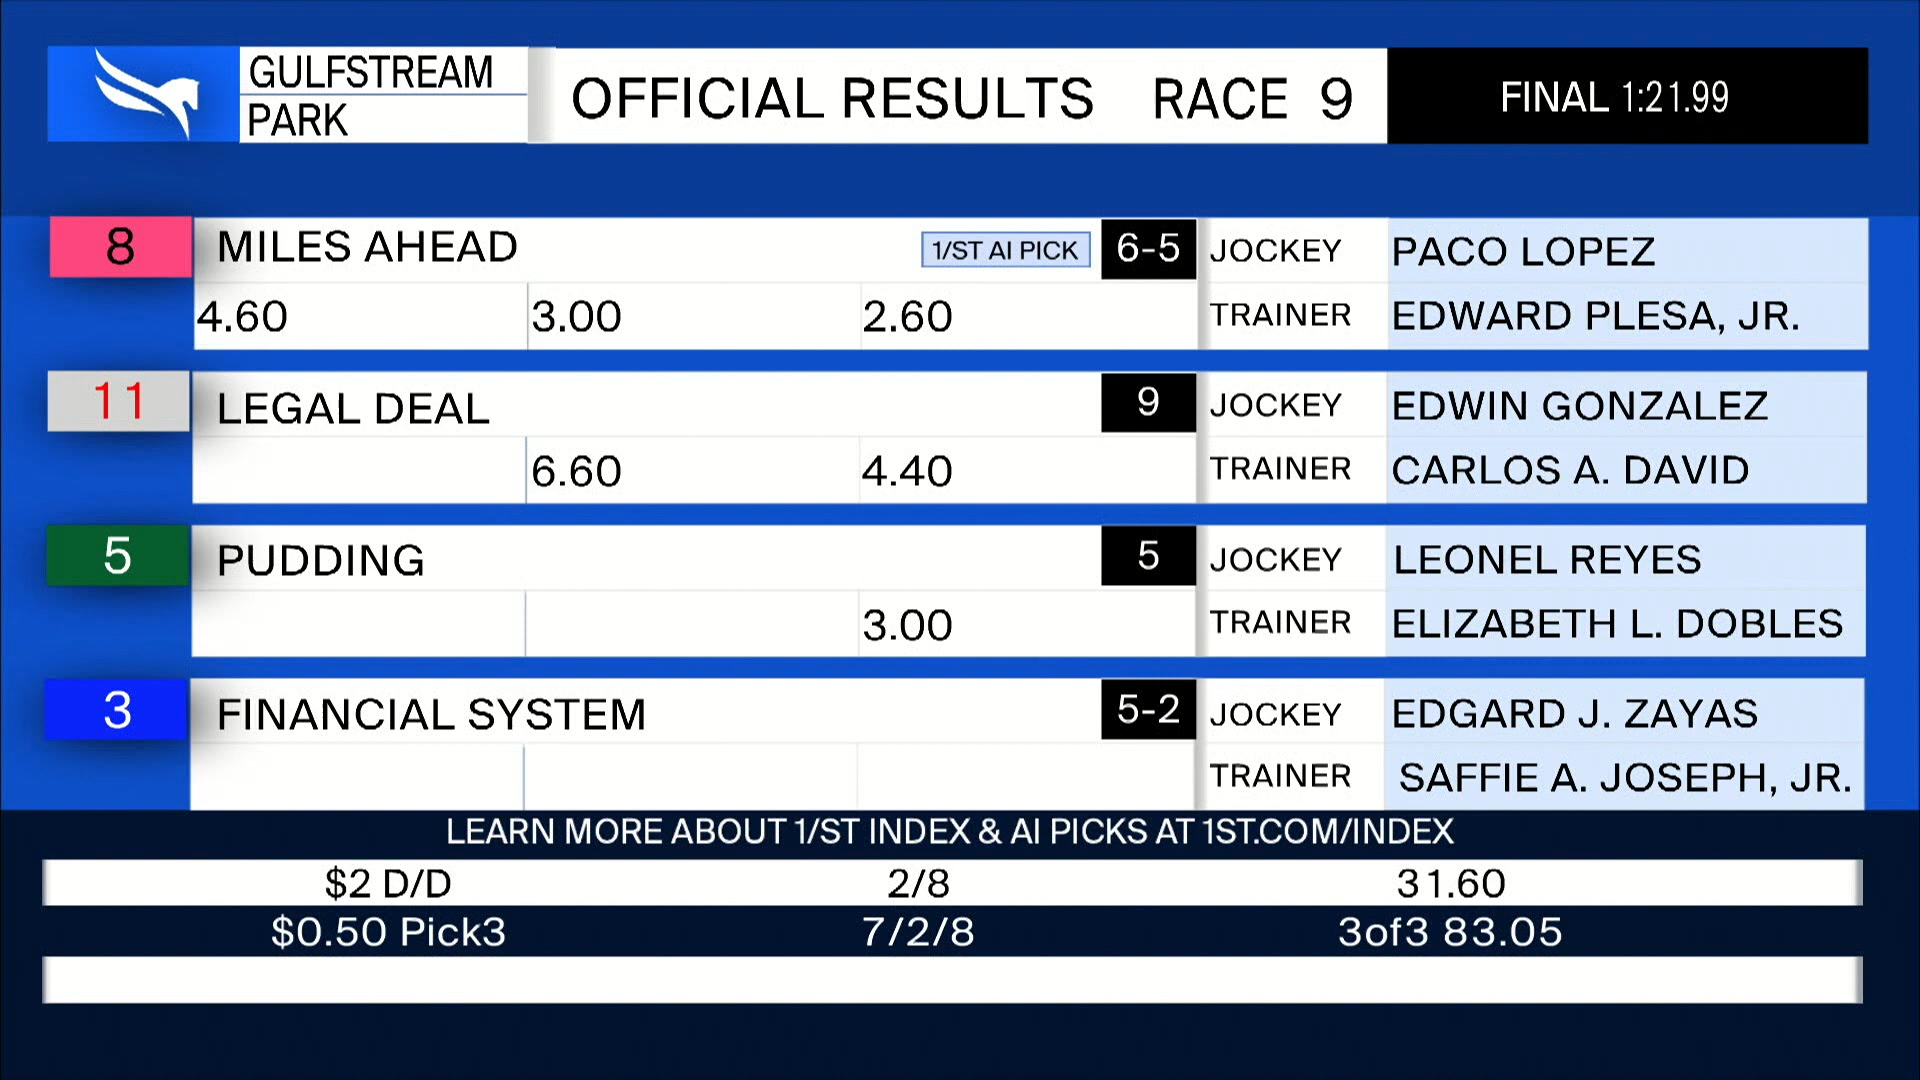 GULFSTREAM
PARK
OFFICIAL RESULTS RACE 9
FINAL 1:21.99
8 MILES AHEAD 1/ST AI PICK 6-5 JOCKEY PACO LOPEZ
4.60 3.00 2.60 TRAINER EDWARD PLESA, JR.
11 LEGAL DEAL 9 JOCKEY EDWIN GONZALEZ
6.60 4.40 TRAINER CARLOS A. DAVID
5 PUDDING 5 JOCKEY LEONEL REYES
3.00 TRAINER ELIZABETH L. DOBLES
3 FINANCIAL SYSTEM 5-2 JOCKEY EDGARD J. ZAYAS
TRAINER SAFFIE A. JOSEPH, JR.
LEARN MORE ABOUT 1/ST INDEX & AI PICKS AT 1ST.COM/INDEX
$2 D/D 2/8 31.60
$0.50 Pick3 7/2/8 3of3 83.05